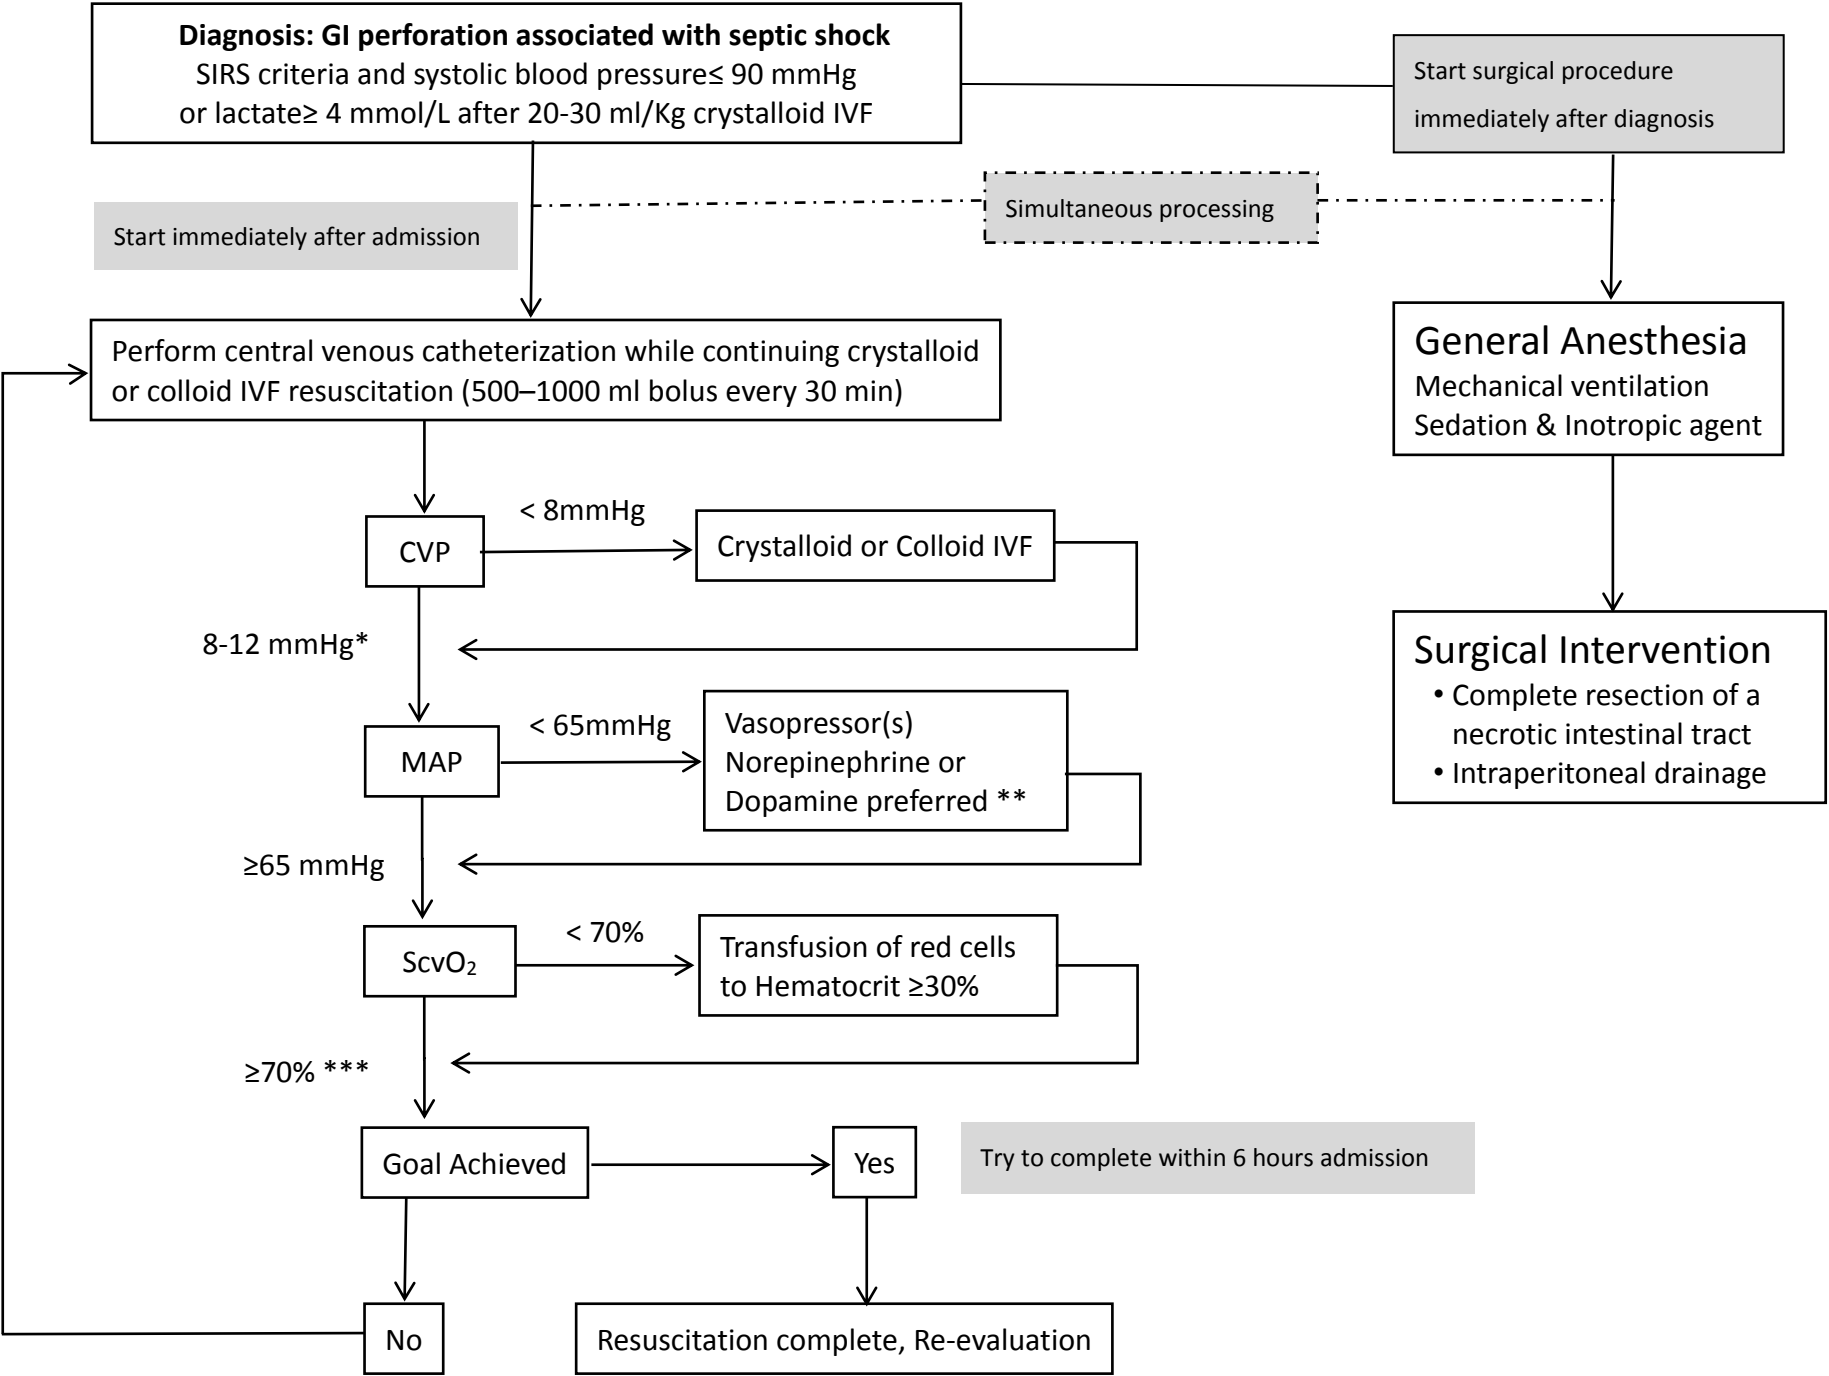 Diagnosis: GI perforation associated with septic shock
SIRS criteria and systolic blood pressure≤ 90 mmHg
or lactate≥ 4 mmol/L after 20-30 ml/Kg crystalloid IVF
Start surgical procedure
immediately after diagnosis
Simultaneous processing
Start immediately after admission
Perform central venous catheterization while continuing crystalloid
or colloid IVF resuscitation (500–1000 ml bolus every 30 min)
General Anesthesia
Mechanical ventilation
Sedation & Inotropic agent
CVP
< 8mmHg
Crystalloid or Colloid IVF
8-12 mmHg*
Surgical Intervention
• Complete resection of a
necrotic intestinal tract
• Intraperitoneal drainage
MAP
< 65mmHg
Vasopressor(s)
Norepinephrine or
Dopamine preferred **
≥65 mmHg
ScvO₂
< 70%
Transfusion of red cells
to Hematocrit ≥30%
≥70% ***
Goal Achieved
Yes
Try to complete within 6 hours admission
No
Resuscitation complete, Re-evaluation